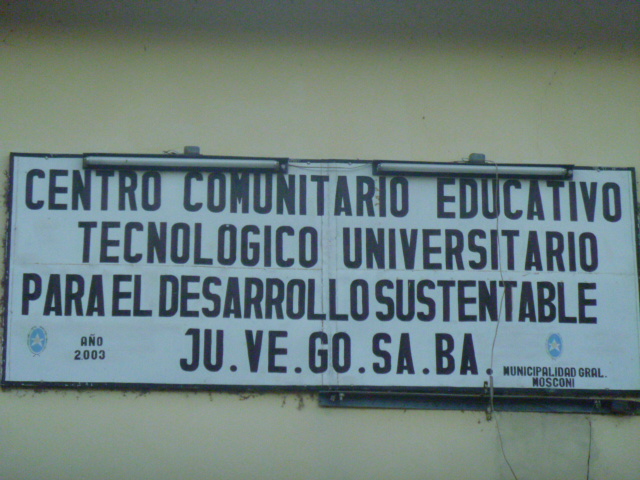 CENTRO COMUNITARIO EDUCATIVO
TECNOLOGICO UNIVERSITARIO
PARA EL DESARROLLO SUSTENTABLE
JU.VE.GO.SA.BA.
AÑO
2003
MUNICIPALIDAD GRAL.
MOSCONI